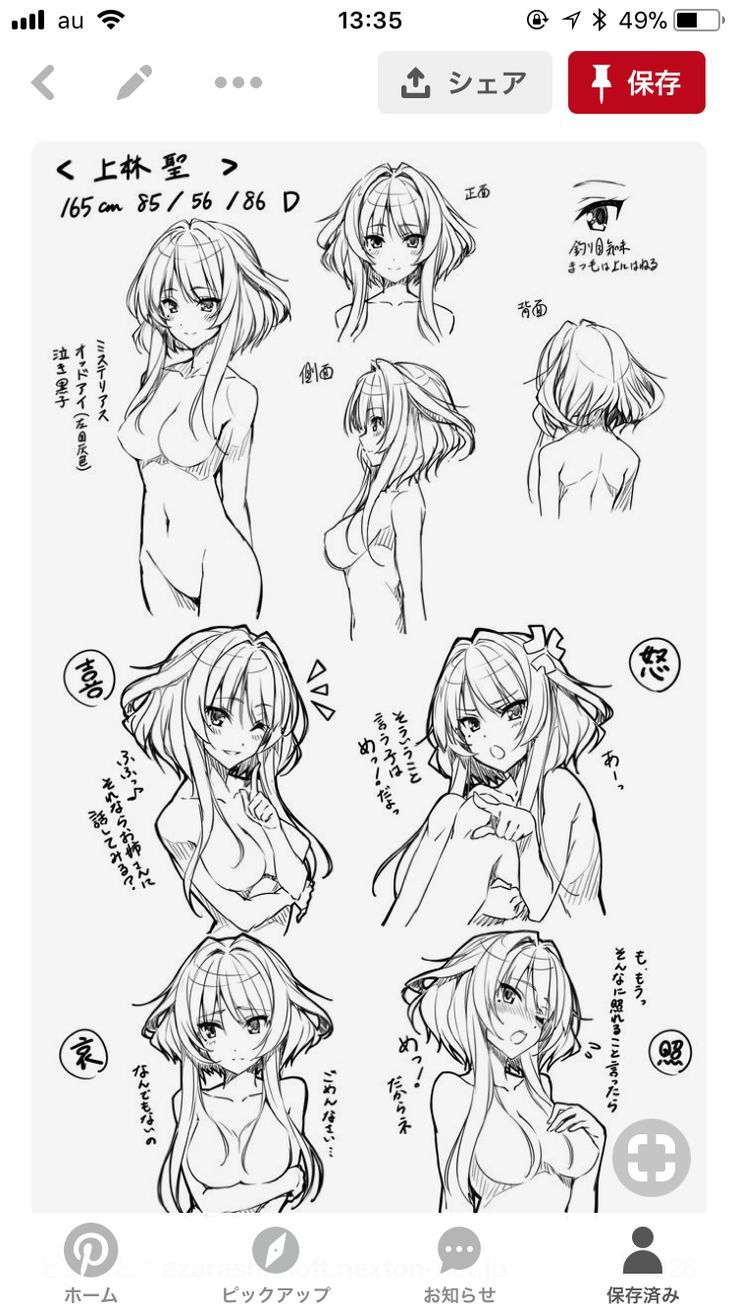 au
13:35
49%
シェア
保存
< 上林 聖 >
165cm 85 / 56 / 86 D
正面
釣り目気味
まつ毛は上にはねる
背面
側面
ミステリアス
オッドアイ(左目灰色)
泣き黒子
喜
ふふっ♪
それならお姉さんに
話してみる?
怒
あーっ
そういうこと
言う子は
めっ!だよっ
哀
ごめんなさい…
なんでもないの
照
も、もうっ
そんなに照れること言ったら
めっ!
だからネ
azarashi-soft.nexton-net.jp
ホーム
ピックアップ
お知らせ
保存済み